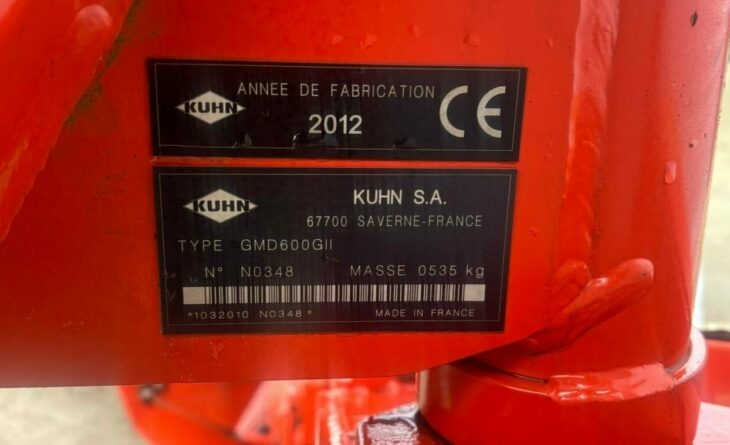 KUHN
ANNEE DE FABRICATION
2012
CE
KUHN
KUHN S.A.
67700 SAVERNE-FRANCE
TYPE GMD600GII
N° N0348 MASSE 0535 kg
*1032010 N0348* MADE IN FRANCE